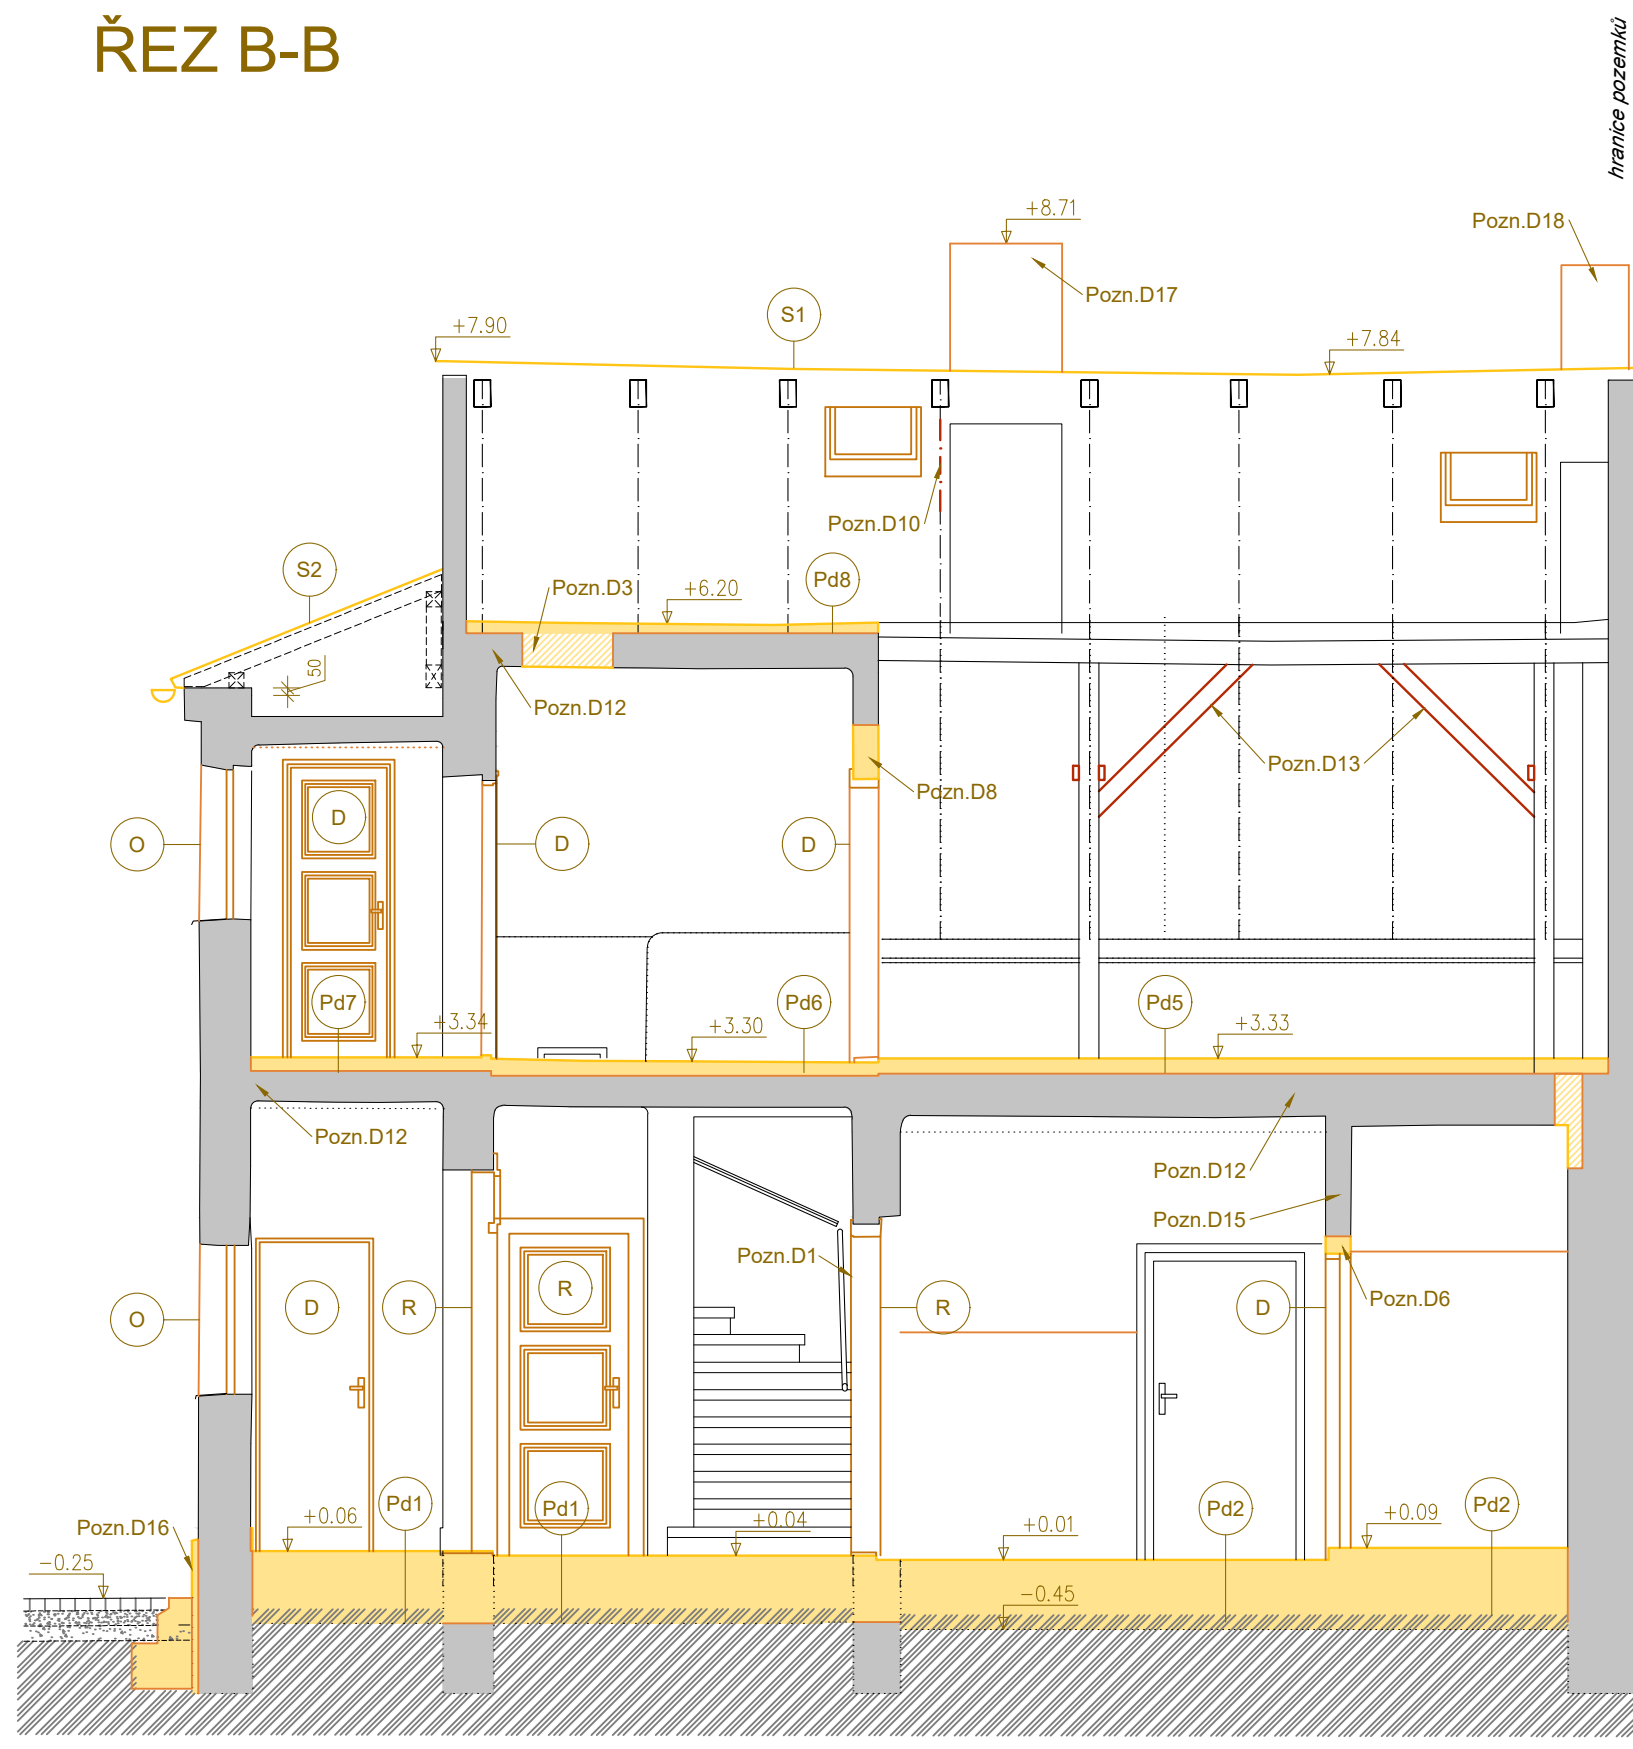 ŘEZ B-B
hranice pozemků
+8.71
Pozn.D18
Pozn.D17
S1
+7.90
+7.84
Pozn.D10
S2
Pozn.D3
+6.20
Pd8
50
Pozn.D12
Pozn.D13
Pozn.D8
D
O
D
D
Pd7
Pd6
Pd5
+3.34
+3.30
+3.33
Pozn.D12
Pozn.D12
Pozn.D15
Pozn.D1
R
Pozn.D6
O
D
R
R
D
Pd1
Pd1
Pd2
Pd2
+0.06
+0.04
+0.01
+0.09
Pozn.D16
-0.25
-0.45